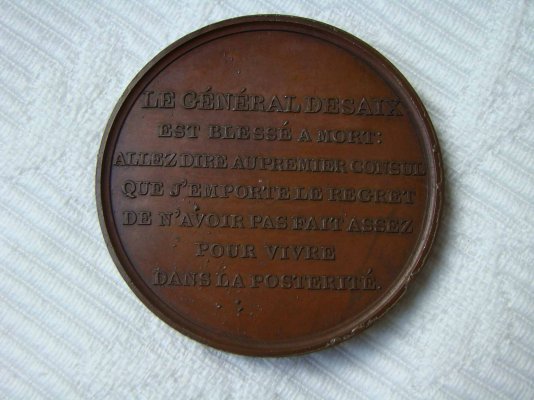 LE GÉNÉRAL DESAIX
EST BLESSÉ A MORT:
ALLEZ DIRE AU PREMIER CONSUL
QUE J'EMPORTE LE REGRET
DE N'AVOIR PAS FAIT ASSEZ
POUR VIVRE
DANS LA POSTERITÉ.